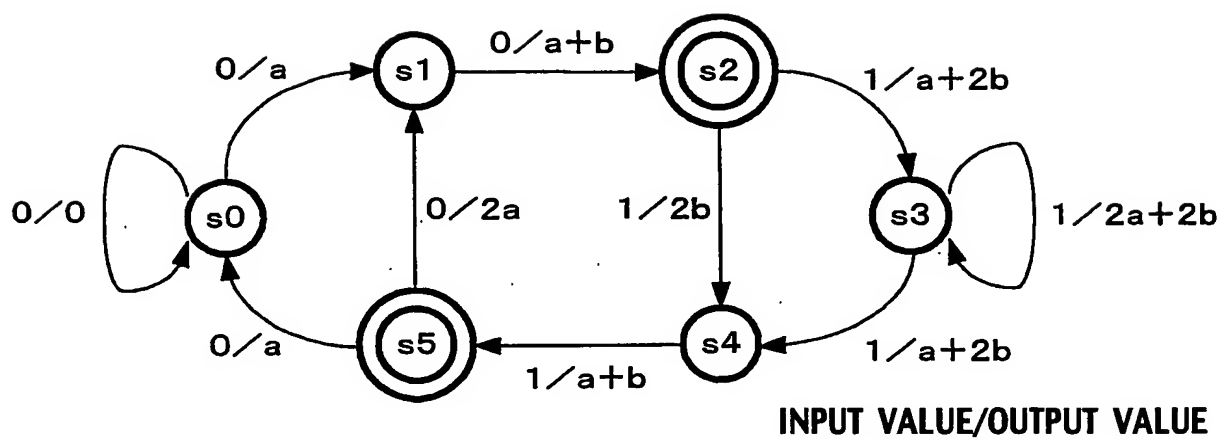 0/a+b
s1
s2
0/a
1/a+2b
0/0
s0
0/2a
1/2b
s3
1/2a+2b
0/a
s5
s4
1/a+b
1/a+2b
INPUT VALUE/OUTPUT VALUE